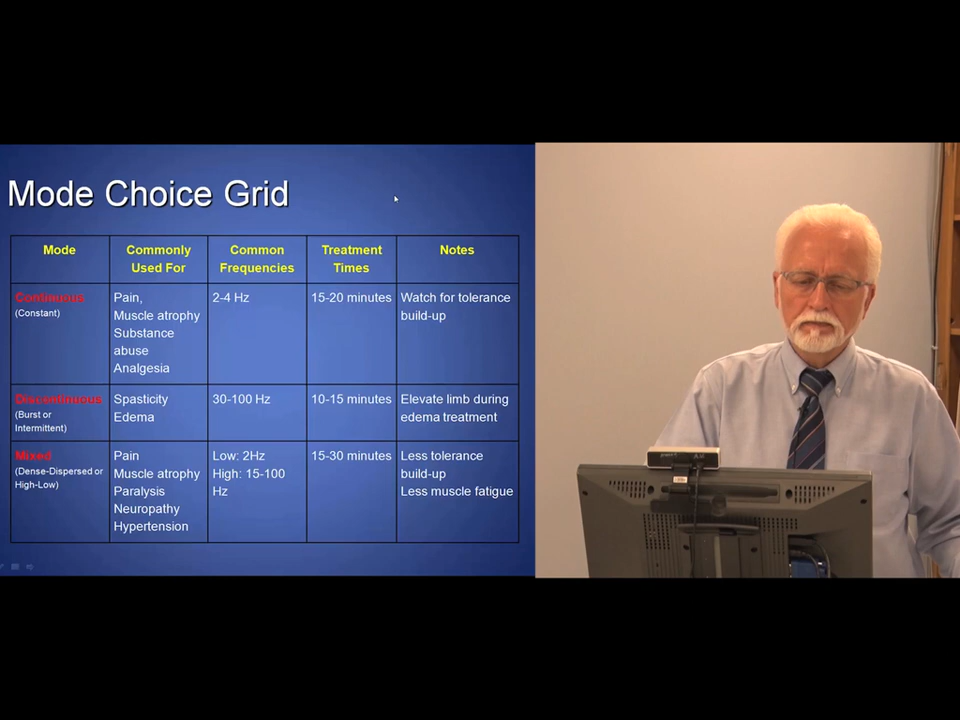 Mode Choice Grid
Mode
Commonly
Used For
Common
Frequencies
Treatment
Times
Notes
Continuous
(Constant)
Pain,
Muscle atrophy
Substance
abuse
Analgesia
2-4 Hz
15-20 minutes
Watch for tolerance
build-up
Discontinuous
(Burst or
Intermittent)
Spasticity
Edema
30-100 Hz
10-15 minutes
Elevate limb during
edema treatment
Mixed
(Dense-Dispersed or
High-Low)
Pain
Muscle atrophy
Paralysis
Neuropathy
Hypertension
Low: 2Hz
High: 15-100
Hz
15-30 minutes
Less tolerance
build-up
Less muscle fatigue